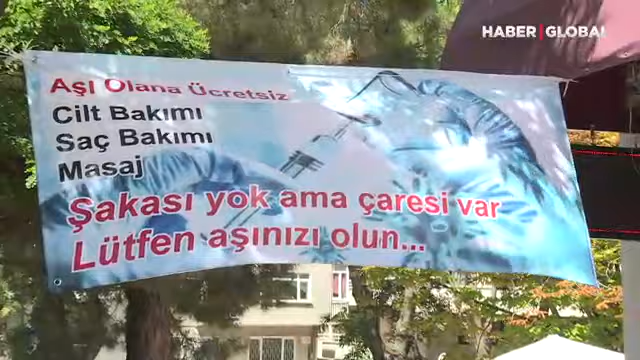 HABER GLOBAL
Aşı Olana Ücretsiz
Cilt Bakımı
Saç Bakımı
Masaj
Şakası yok ama çaresi var
Lütfen aşınızı olun...